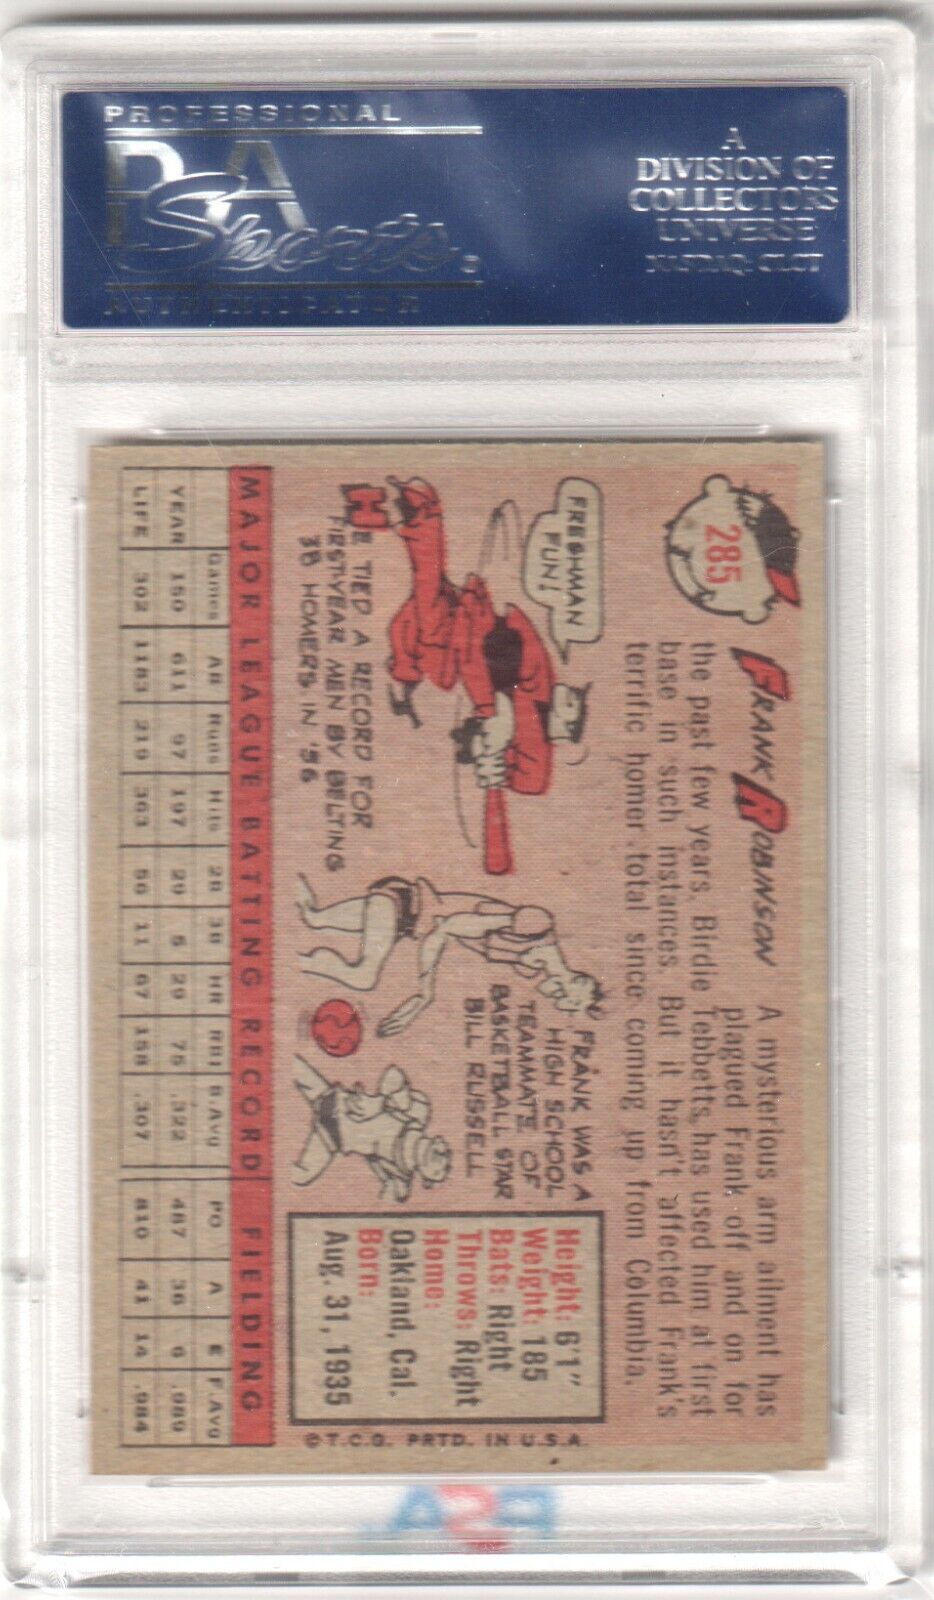 PROFESSIONAL
PSA
Sports
AUTHENTICATOR
A
DIVISION OF
COLLECTORS
UNIVERSE
NASDAQ: CLCT
285
FRANK ROBINSON
A mysterious arm ailment has
plagued Frank off and on for
the past few years. Birdie Tebbetts has used him at first
base in such instances. But it hasn't affected Frank's
terrific homer total since coming up from Columbia.
FRESHMAN
FUN!
HE TIED A RECORD FOR
FIRST-YEAR MEN BY BELTING
38 HOMERS IN '56
FRANK WAS A
HIGH SCHOOL
TEAMMATE OF
BASKETBALL STAR
BILL RUSSELL
Height: 6'1"
Weight: 185
Bats: Right
Throws: Right
Home:
Oakland, Cal.
Born:
Aug. 31, 1935
© T.C.G. PRTD. IN U.S.A.
MAJOR LEAGUE BATTING RECORD FIELDING
Games AB Runs Hits 2B 3B HR RBI B.Avg PO A E F.Avg
YEAR 150 611 97 197 29 5 29 75 .322 487 36 6 .989
LIFE 302 1183 219 363 56 11 67 158 .307 810 41 14 .984
PSA